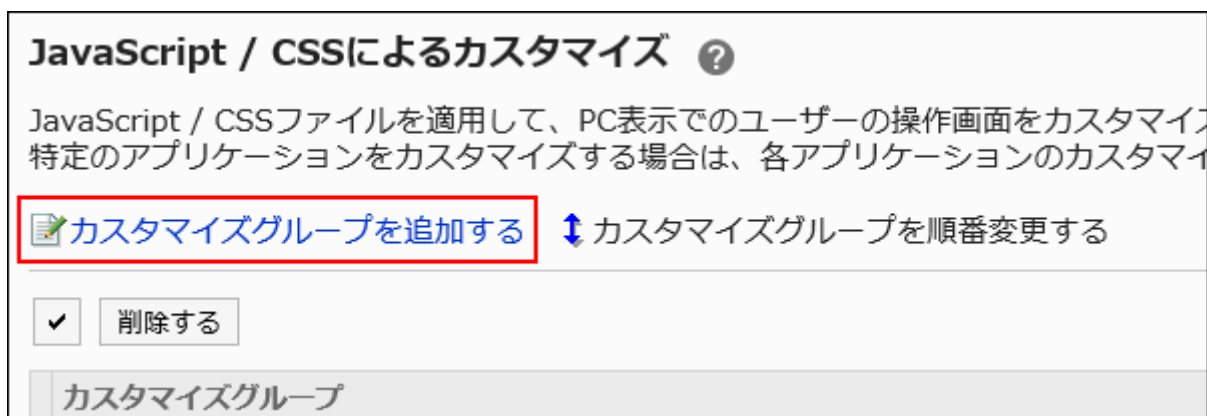 JavaScript / CSSによるカスタマイズ ?
JavaScript / CSSファイルを適用して、PC表示でのユーザーの操作画面をカスタマイズ
特定のアプリケーションをカスタマイズする場合は、各アプリケーションのカスタマイ
カスタマイズグループを追加する カスタマイズグループを順番変更する
削除する
カスタマイズグループ